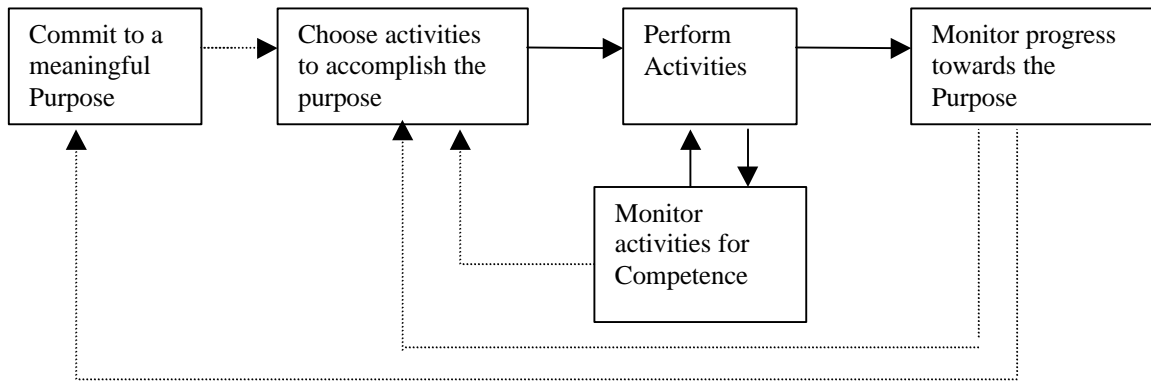 Commit to a
meaningful
Purpose
Choose activities
to accomplish the
purpose
Perform
Activities
Monitor progress
towards the
Purpose
Monitor
activities for
Competence